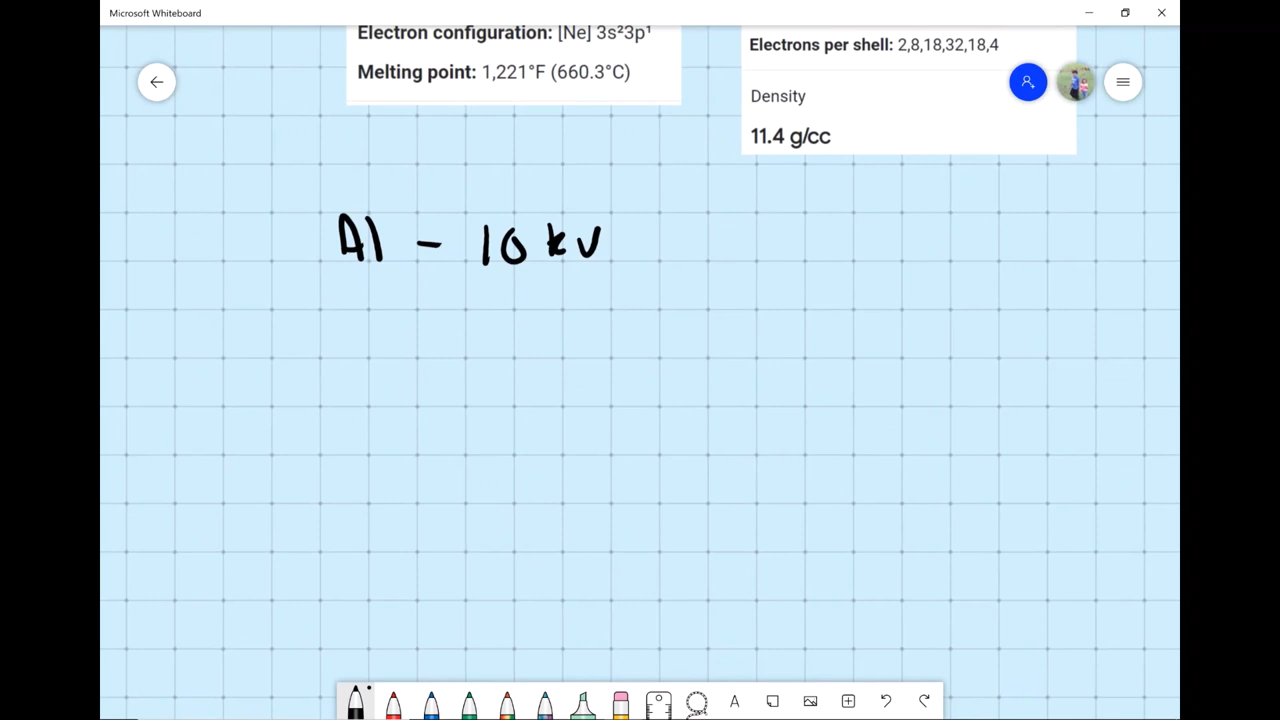 Microsoft Whiteboard
Electron configuration: [Ne] 3s²3p¹
Melting point: 1,221°F (660.3°C)
Electrons per shell: 2,8,18,32,18,4
Density
11.4 g/cc
Al - 10 kv
A